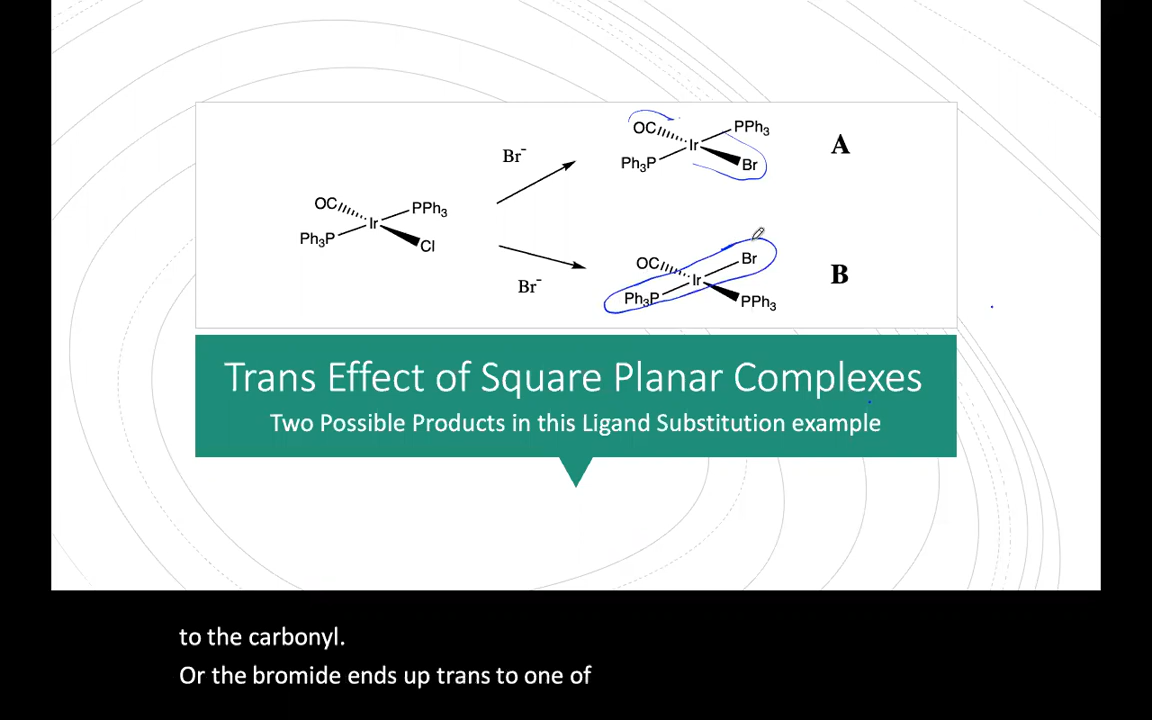 OC PPh₃
Ir
Ph₃P Br
A
Br⁻
OC PPh₃
Ir
Ph₃P Cl
Br⁻
OC Br
Ir
Ph₃P PPh₃
B
Trans Effect of Square Planar Complexes
Two Possible Products in this Ligand Substitution example
to the carbonyl.
Or the bromide ends up trans to one of